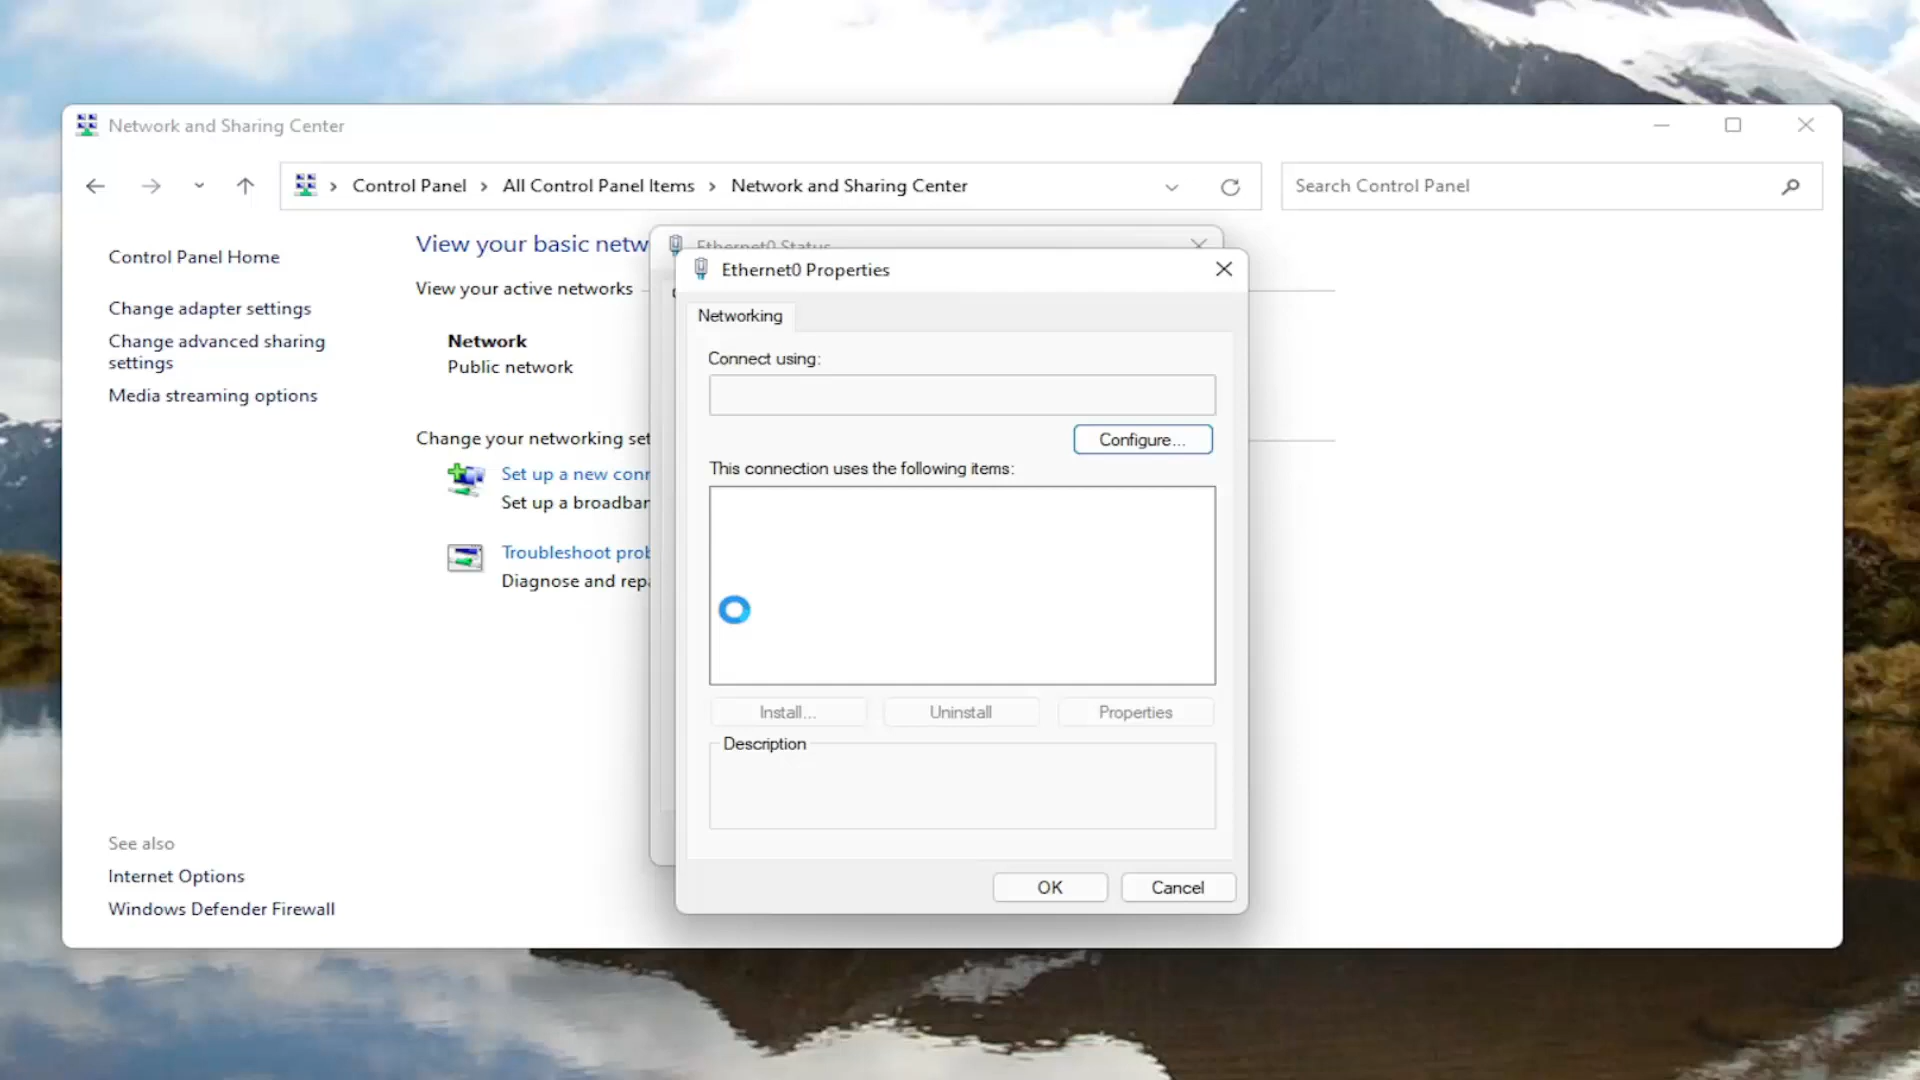 Network and Sharing Center
Control Panel
All Control Panel Items
Network and Sharing Center
Search Control Panel
Control Panel Home
Change adapter settings
Change advanced sharing
settings
Media streaming options
See also
Internet Options
Windows Defender Firewall
View your basic netw
View your active networks
Network
Public network
Change your networking set
Set up a new conn
Set up a broadban
Troubleshoot prob
Diagnose and repa
Ethernet0 Status
Ethernet0 Properties
Networking
Connect using:
Configure...
This connection uses the following items:
Install...
Uninstall
Properties
Description
OK
Cancel